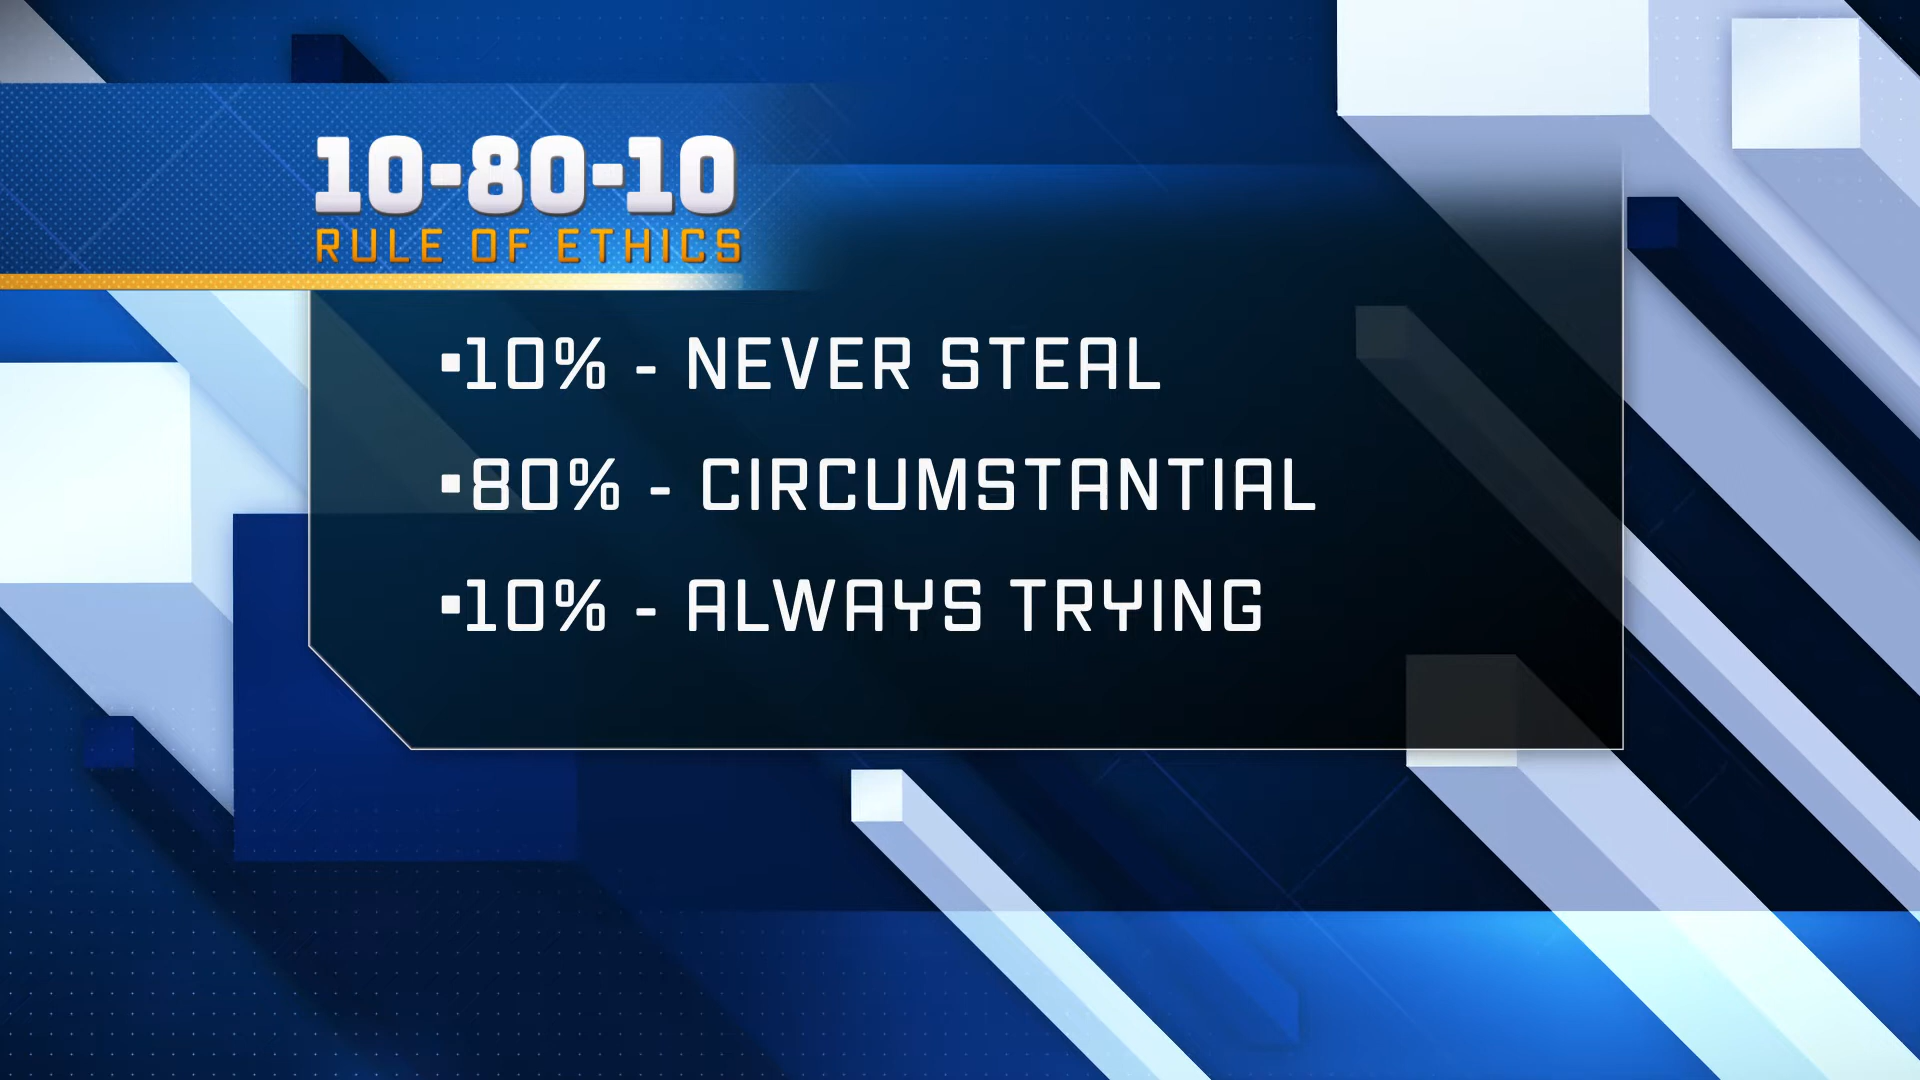 10-80-10
RULE OF ETHICS
▪10% - NEVER STEAL
▪80% - CIRCUMSTANTIAL
▪10% - ALWAYS TRYING